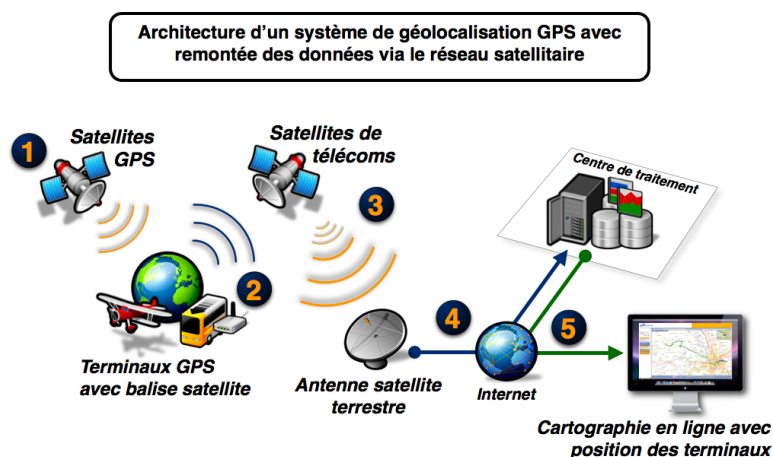 Architecture d'un système de géolocalisation GPS avec
remontée des données via le réseau satellitaire
1
Satellites
GPS
Satellites de
télécoms
3
Centre de traitement
2
Terminaux GPS
avec balise satellite
4
5
Antenne satellite
terrestre
Internet
Cartographie en ligne avec
position des terminaux